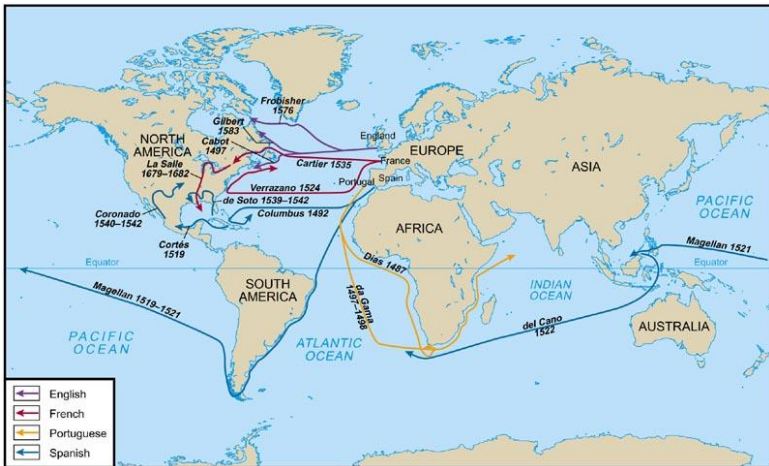 Frobisher
1576
Gilbert
1583
Cabot
1497
NORTH
AMERICA
La Salle
1679–1682
England
EUROPE
ASIA
France
Cartier 1535
Portugal
Spain
Verrazano 1524
de Soto 1539–1542
Columbus 1492
Coronado
1540–1542
Cortés
1519
AFRICA
PACIFIC
OCEAN
Magellan 1521
Equator
Equator
Dias 1487
SOUTH
AMERICA
INDIAN
OCEAN
Magellan 1519–1521
da Gama
1497–1498
PACIFIC
OCEAN
ATLANTIC
OCEAN
del Cano
1522
AUSTRALIA
English
French
Portuguese
Spanish